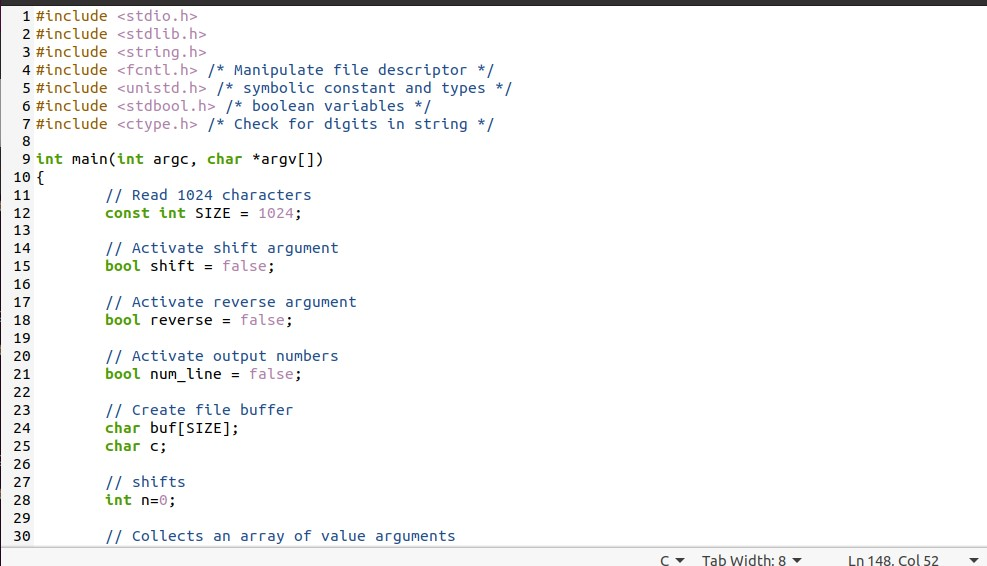 1 #include <stdio.h>
2 #include <stdlib.h>
3 #include <string.h>
4 #include <fcntl.h> /* Manipulate file descriptor */
5 #include <unistd.h> /* symbolic constant and types */
6 #include <stdbool.h> /* boolean variables */
7 #include <ctype.h> /* Check for digits in string */
8
9 int main(int argc, char *argv[])
10 {
11         // Read 1024 characters
12         const int SIZE = 1024;
13
14         // Activate shift argument
15         bool shift = false;
16
17         // Activate reverse argument
18         bool reverse = false;
19
20         // Activate output numbers
21         bool num_line = false;
22
23         // Create file buffer
24         char buf[SIZE];
25         char c;
26
27         // shifts
28         int n=0;
29
30         // Collects an array of value arguments
C Tab Width: 8 Ln 148, Col 52